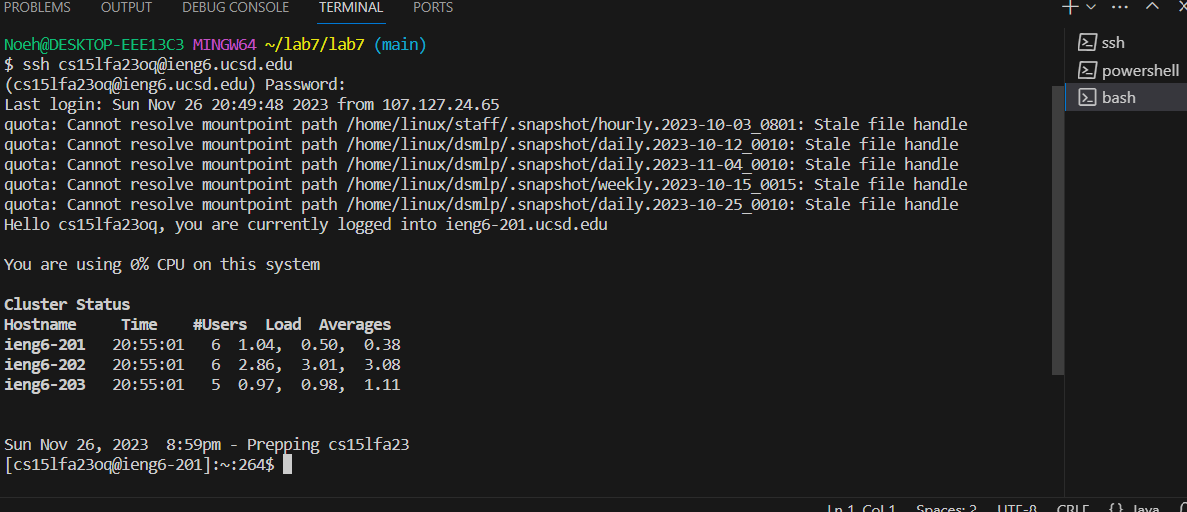 PROBLEMS OUTPUT DEBUG CONSOLE TERMINAL PORTS
Noeh@DESKTOP-EEE13C3 MINGW64 ~/lab7/lab7 (main)
$ ssh cs15lfa23oq@ieng6.ucsd.edu
(cs15lfa23oq@ieng6.ucsd.edu) Password:
Last login: Sun Nov 26 20:49:48 2023 from 107.127.24.65
quota: Cannot resolve mountpoint path /home/linux/staff/.snapshot/hourly.2023-10-03_0801: Stale file handle
quota: Cannot resolve mountpoint path /home/linux/dsmlp/.snapshot/daily.2023-10-12_0010: Stale file handle
quota: Cannot resolve mountpoint path /home/linux/dsmlp/.snapshot/daily.2023-11-04_0010: Stale file handle
quota: Cannot resolve mountpoint path /home/linux/dsmlp/.snapshot/weekly.2023-10-15_0015: Stale file handle
quota: Cannot resolve mountpoint path /home/linux/dsmlp/.snapshot/daily.2023-10-25_0010: Stale file handle
Hello cs15lfa23oq, you are currently logged into ieng6-201.ucsd.edu
You are using 0% CPU on this system
Cluster Status
Hostname Time #Users Load Averages
ieng6-201 20:55:01 6 1.04, 0.50, 0.38
ieng6-202 20:55:01 6 2.86, 3.01, 3.08
ieng6-203 20:55:01 5 0.97, 0.98, 1.11
Sun Nov 26, 2023 8:59pm - Prepping cs15lfa23
[cs15lfa23oq@ieng6-201]:~:264$
ssh
powershell
bash
Ln 1, Col 1 Spaces: 2 UTF-8 CRLF {} Java